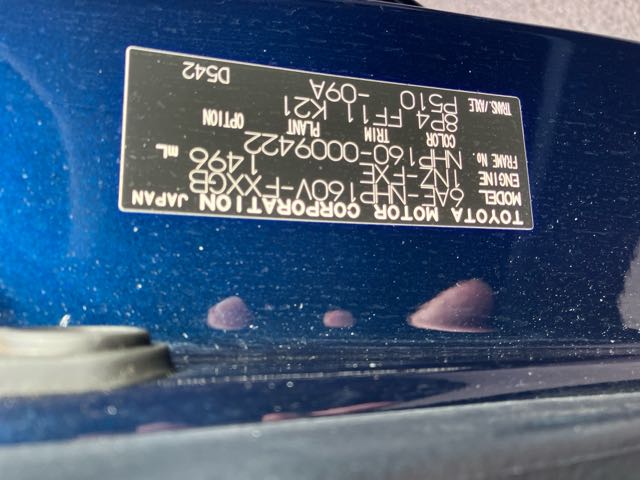 TOYOTA MOTOR CORPORATION JAPAN
MODEL 6AE-NHP160V-FXXGB
ENGINE 1NZ-FXE 1496 mL
FRAME No. NHP160-0009422
COLOR TRIM PLANT OPTION
8P4 FF11 K21
TRANS./AXLE P510 -09A
D542